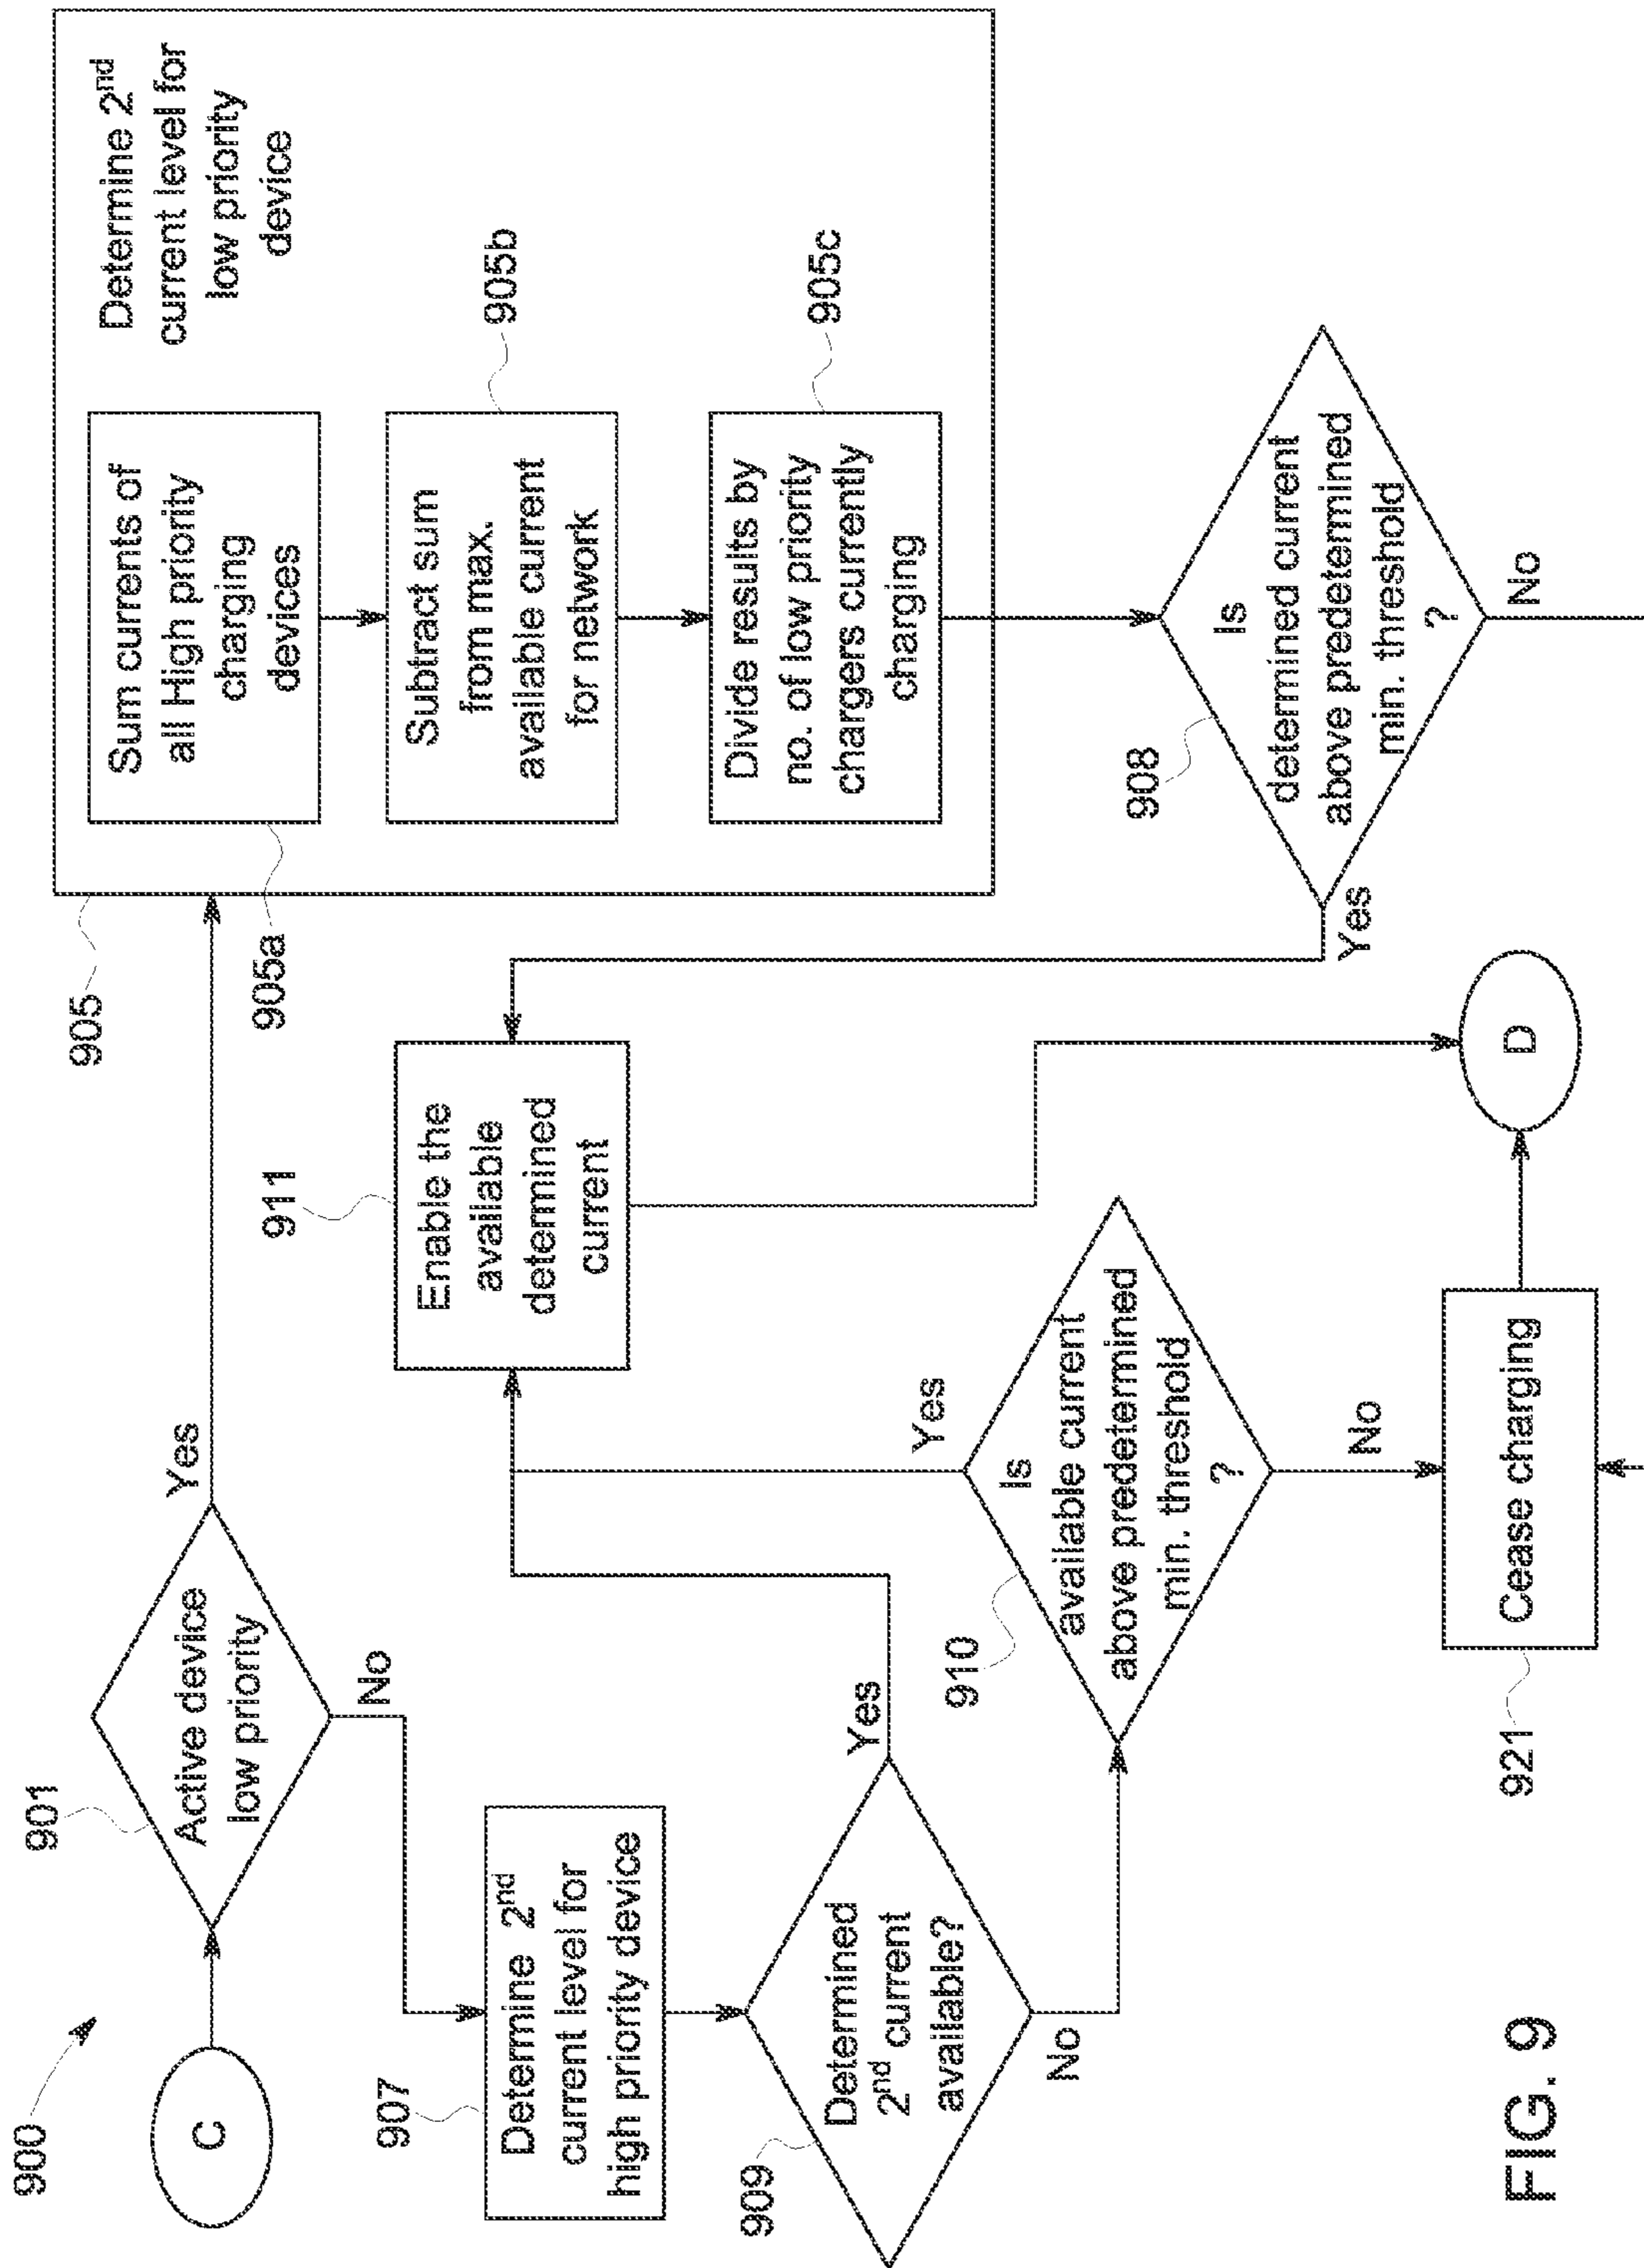 900
C
901
Active device
low priority
Yes
No
905
Determine 2nd
current level for
low priority
device
905a
Sum currents of
all High priority
charging
devices
905b
Subtract sum
from max.
available current
for network
905c
Divide results by
no. of low priority
chargers currently
charging
907
Determine 2nd
current level for
high priority device
909
Determined
2nd current
available?
Yes
No
911
Enable the
available
determined
current
910
Is
available current
above predetermined
min. threshold
?
Yes
No
908
Is
determined current
above predetermined
min. threshold
?
Yes
No
921
Cease charging
D
FIG. 9